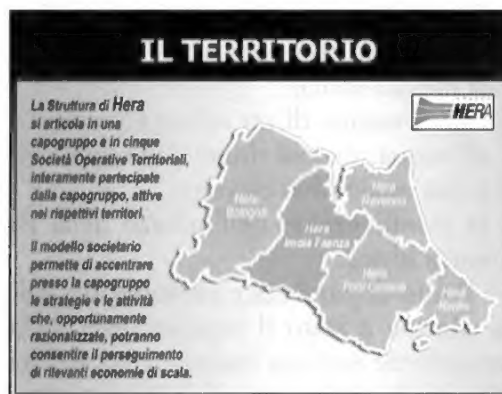 IL TERRITORIO
La Struttura di Hera
si articola in una
capogruppo e in cinque
Società Operative Territoriali,
interamente partecipate
dalla capogruppo, attive
nei rispettivi territori.
Il modello societario
permette di accentrare
presso la capogruppo
le strategie e le attività
che, opportunamente
razionalizzate, potranno
consentire il perseguimento
di rilevanti economie di scala.
HERA
Hera
Bologna
Hera
Ravenna
Hera
Imola Faenza
Hera
Forlì Cesena
Hera
Rimini